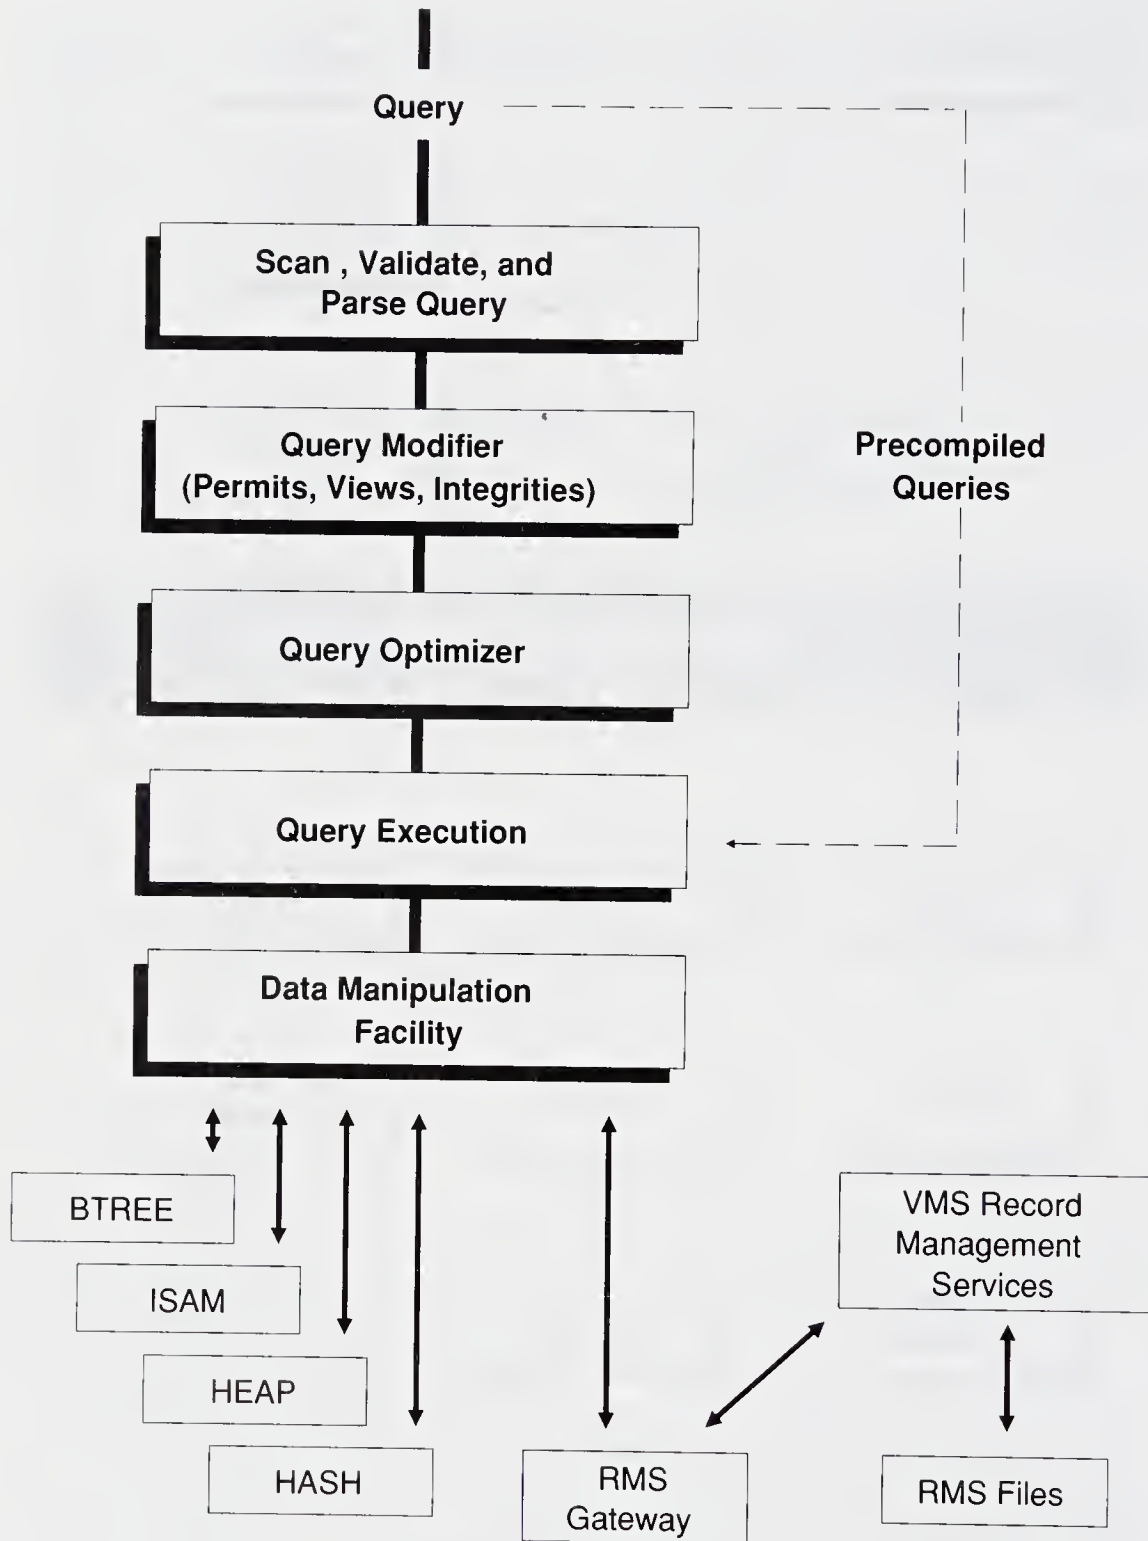 Query
Scan , Validate, and
Parse Query
Query Modifier
(Permits, Views, Integrities)
Precompiled
Queries
Query Optimizer
Query Execution
Data Manipulation
Facility
BTREE
ISAM
HEAP
HASH
RMS
Gateway
VMS Record
Management
Services
RMS Files